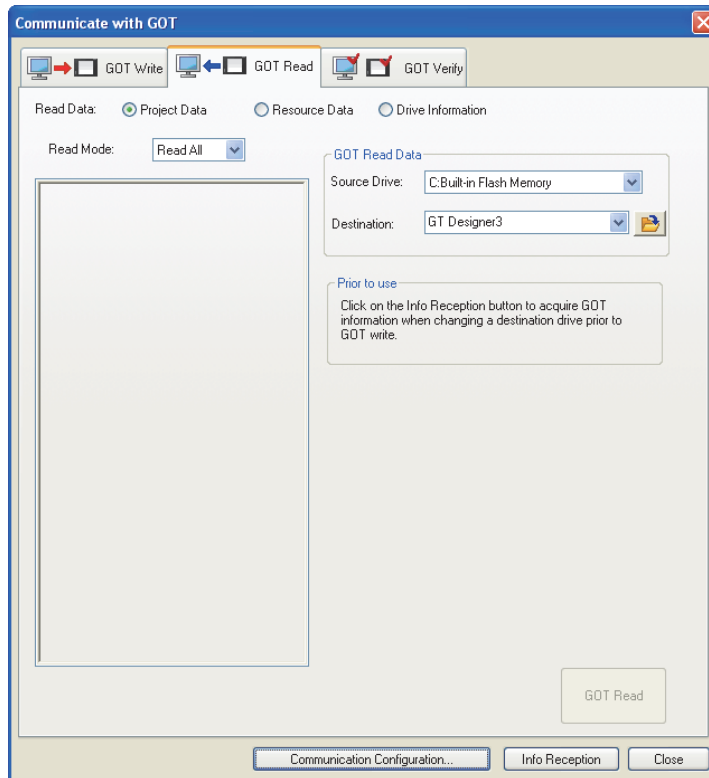 Communicate with GOT
GOT Write
GOT Read
GOT Verify
Read Data: Project Data Resource Data Drive Information
Read Mode: Read All
GOT Read Data
Source Drive: C:Built-in Flash Memory
Destination: GT Designer3
Prior to use
Click on the Info Reception button to acquire GOT
information when changing a destination drive prior to
GOT write.
GOT Read
Communication Configuration... Info Reception Close